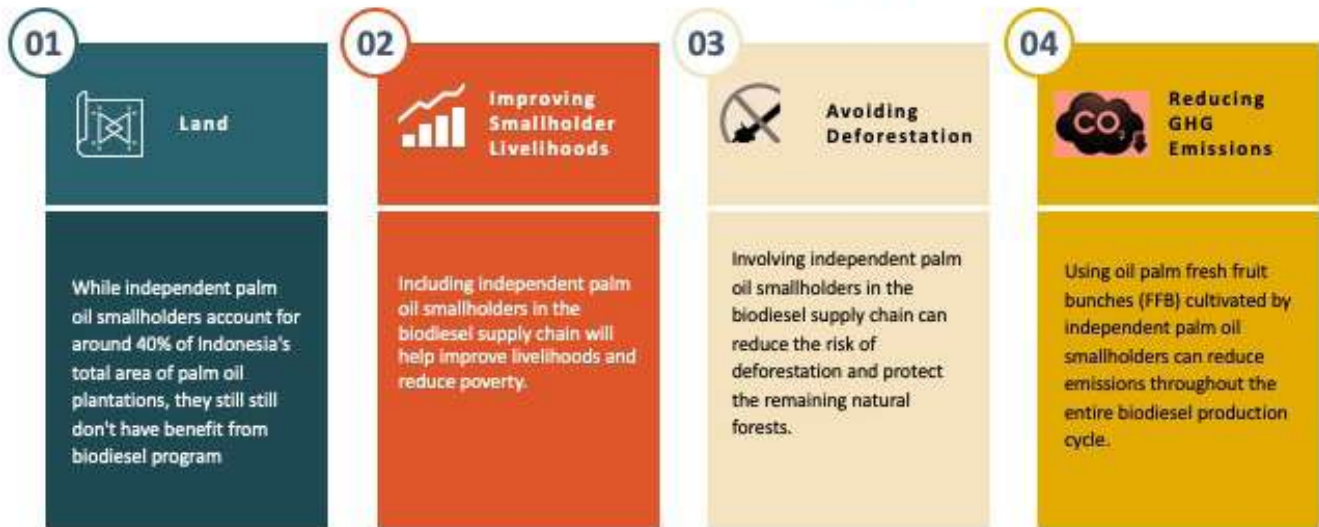 01
Land
While independent palm
oil smallholders account for
around 40% of Indonesia's
total area of palm oil
plantations, they still still
don't have benefit from
biodiesel program
02
Improving
Smallholder
Livelihoods
Including independent palm
oil smallholders in the
biodiesel supply chain will
help improve livelihoods and
reduce poverty.
03
Avoiding
Deforestation
Involving independent palm
oil smallholders in the
biodiesel supply chain can
reduce the risk of
deforestation and protect
the remaining natural
forests.
04
CO2
Reducing
GHG
Emissions
Using oil palm fresh fruit
bunches (FFB) cultivated by
independent palm oil
smallholders can reduce
emissions throughout the
entire biodiesel production
cycle.